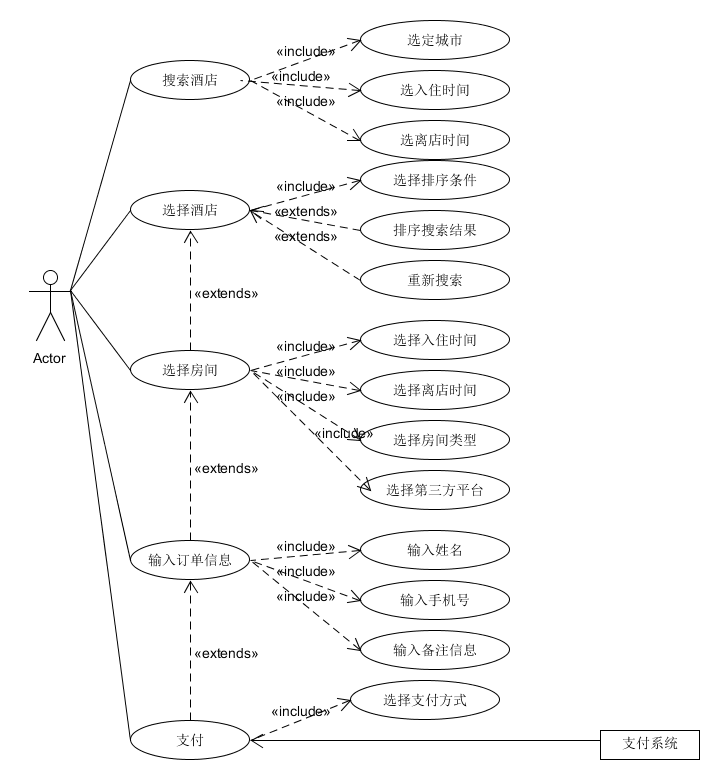 选定城市
«include»
搜索酒店
«include»
选入住时间
«include»
选离店时间
选择排序条件
«include»
选择酒店
«extends»
排序搜索结果
«extends»
重新搜索
«extends»
Actor
选择入住时间
«include»
选择房间
«include»
选择离店时间
«include»
«include»
选择房间类型
«extends»
选择第三方平台
«include»
输入姓名
输入订单信息
«include»
输入手机号
«include»
输入备注信息
«extends»
选择支付方式
«include»
支付
支付系统